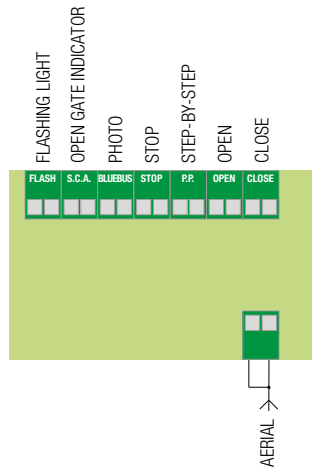 FLASHING LIGHT
OPEN GATE INDICATOR
PHOTO
STOP
STEP-BY-STEP
OPEN
CLOSE
FLASH
S.C.A.
BLUEBUS
STOP
P.P.
OPEN
CLOSE
AERIAL